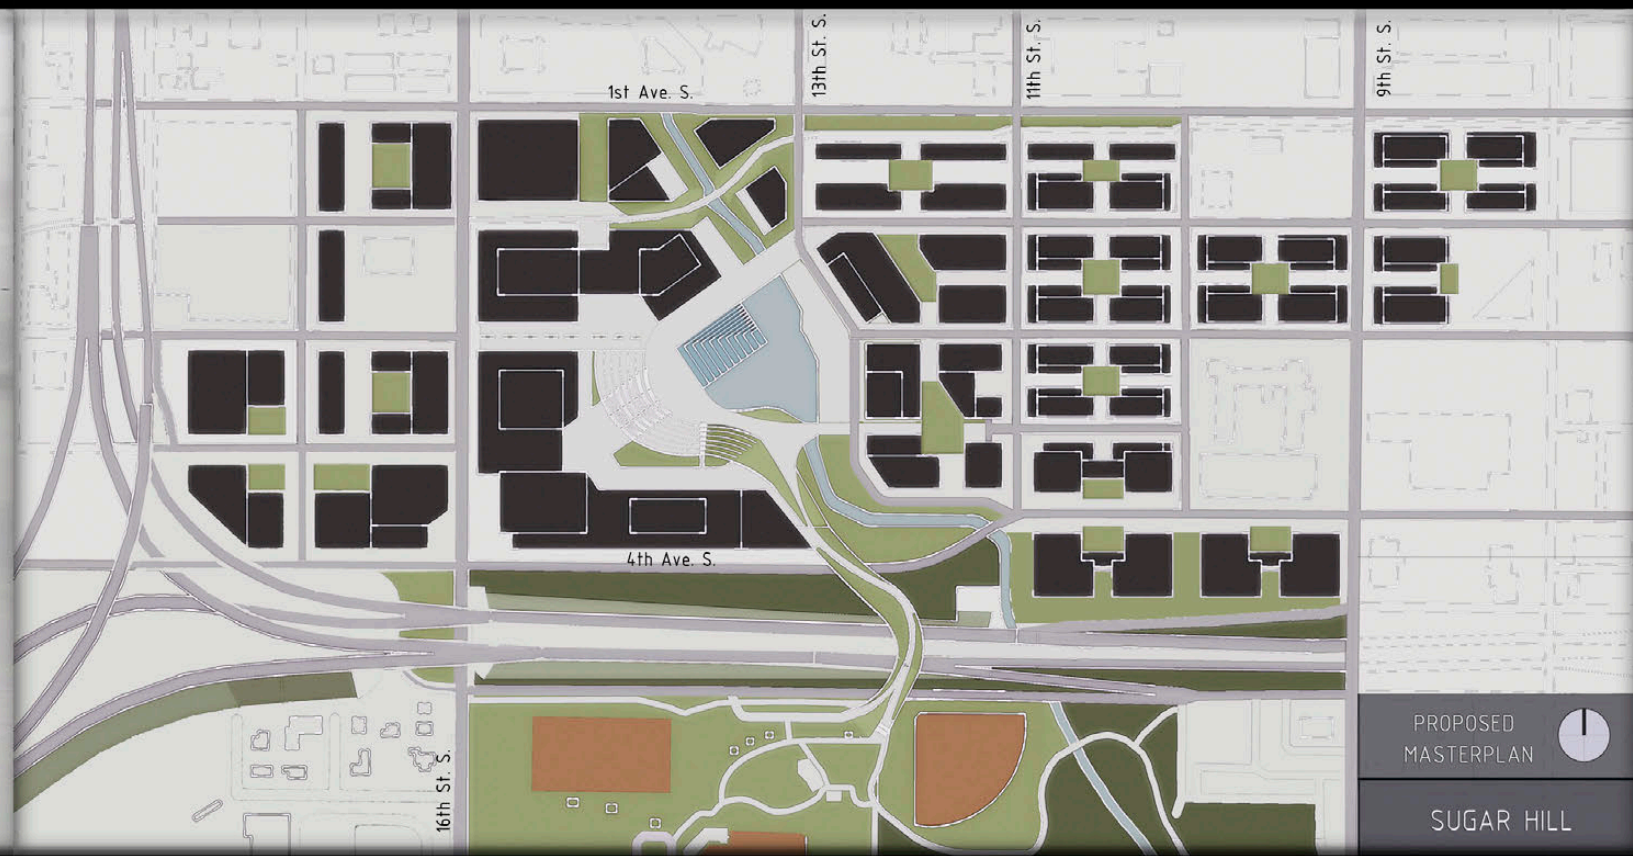 1st Ave. S.
13th St. S.
11th St. S.
9th St. S.
4th Ave. S.
16th St. S.
PROPOSED
MASTERPLAN
SUGAR HILL